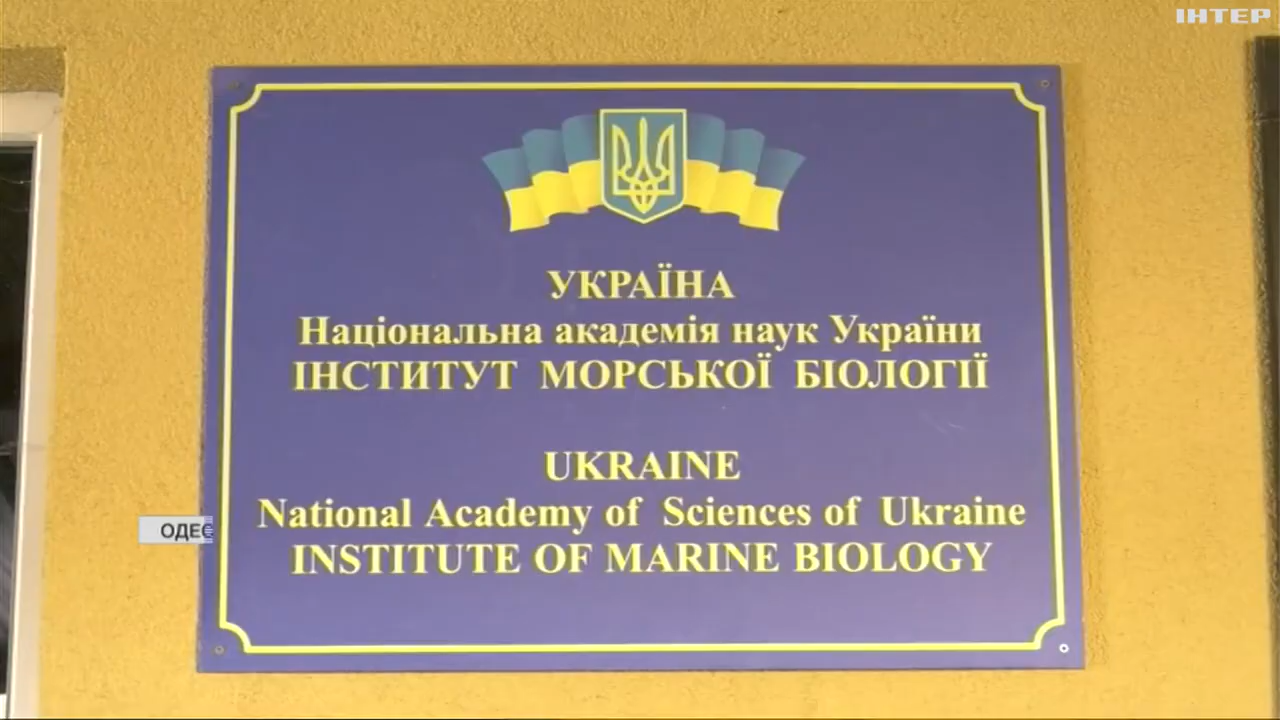 ІНТЕР
УКРАЇНА
Національна академія наук України
ІНСТИТУТ МОРСЬКОЇ БІОЛОГІЇ
UKRAINE
National Academy of Sciences of Ukraine
INSTITUTE OF MARINE BIOLOGY